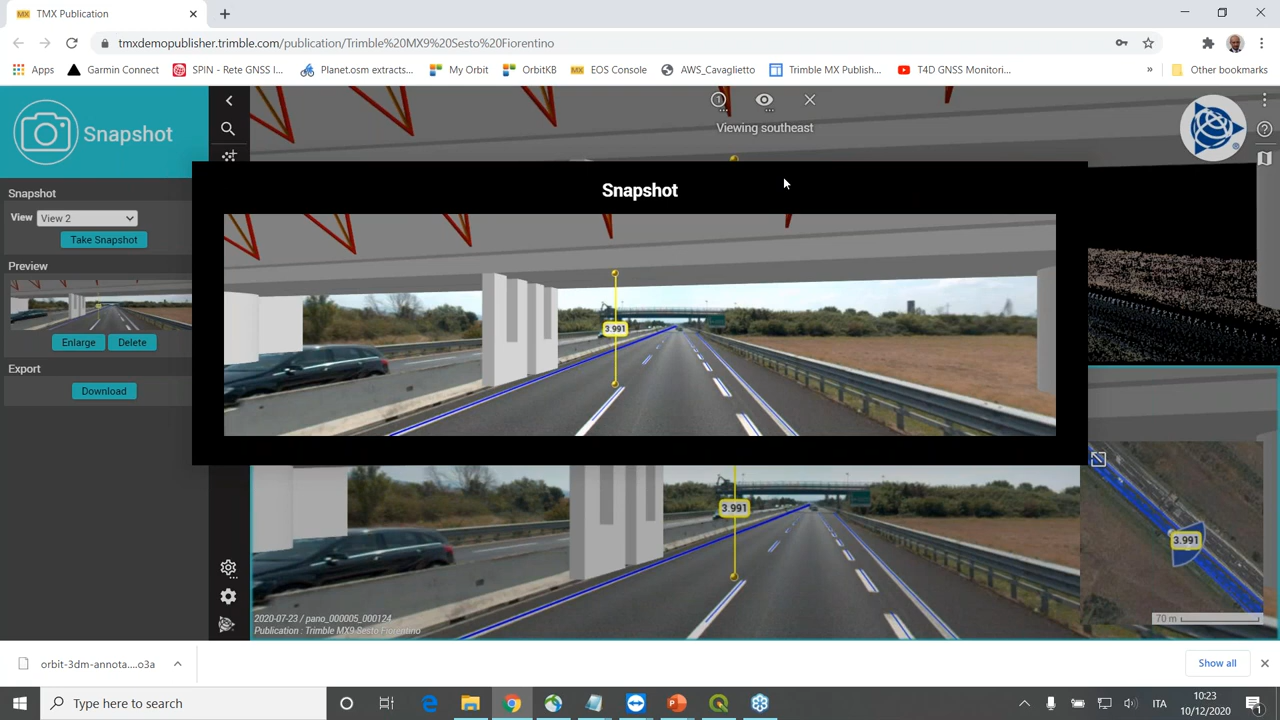 TMX Publication
tmxdemopublisher.trimble.com/publication/Trimble%20MX9%20Sesto%20Fiorentino
Apps
Garmin Connect
SPIN - Rete GNSS I...
Planet.osm extracts...
My Orbit
OrbitKB
EOS Console
AWS_Cavaglietto
Trimble MX Publish...
T4D GNSS Monitori...
»
Other bookmarks
Snapshot
Viewing southeast
Snapshot
Snapshot
View
View 2
Take Snapshot
Preview
3.991
Enlarge
Delete
Export
Download
3.991
3.991
2020-07-23 / pano_000005_000124
Publication : Trimble MX9 Sesto Fiorentino
70 m
orbit-3dm-annota....o3a
Show all
Type here to search
ITA
10:23
10/12/2020
1